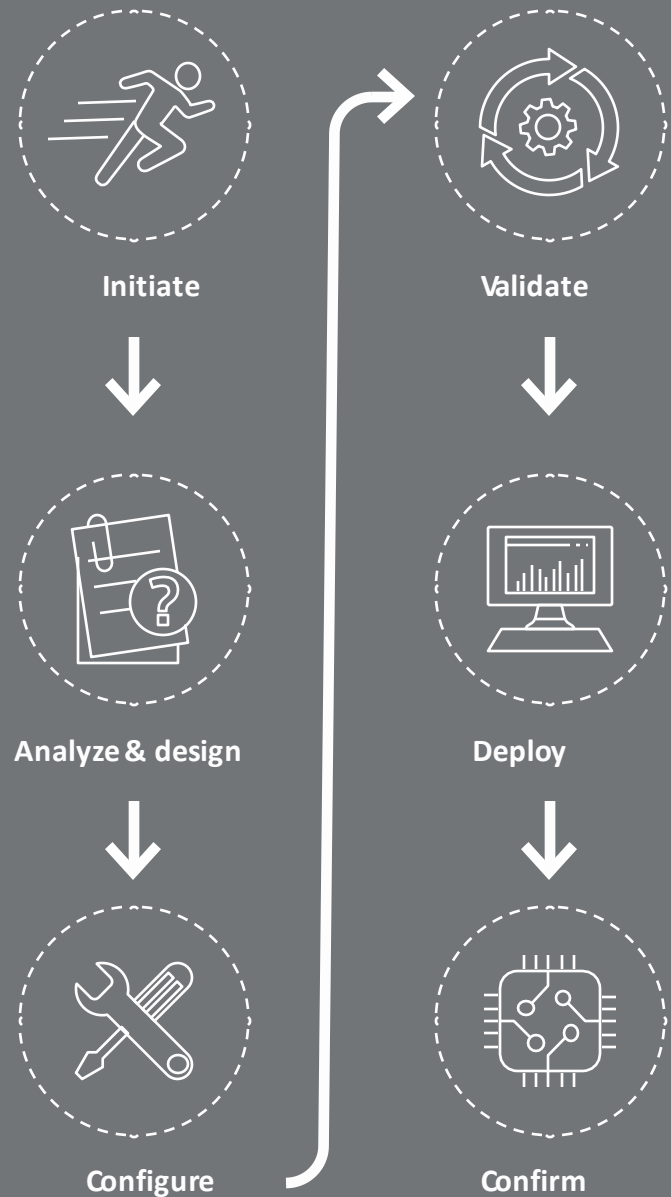 Initiate
Analyze & design
Configure
Validate
Deploy
Confirm